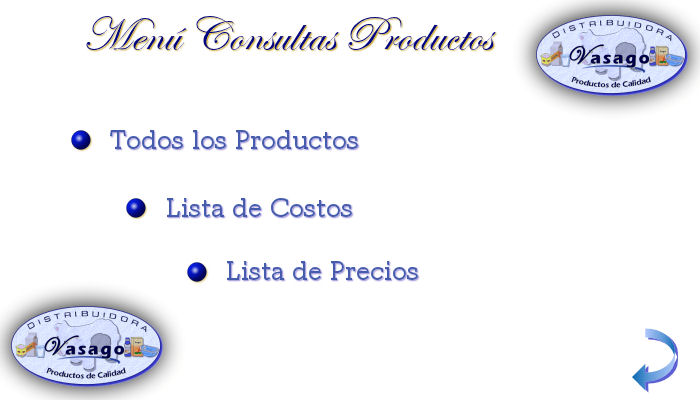 Menú Consultas Productos
DISTRIBUIDORA
Vasago
Productos de Calidad
Todos los Productos
Lista de Costos
Lista de Precios
DISTRIBUIDORA
Vasago
Productos de Calidad